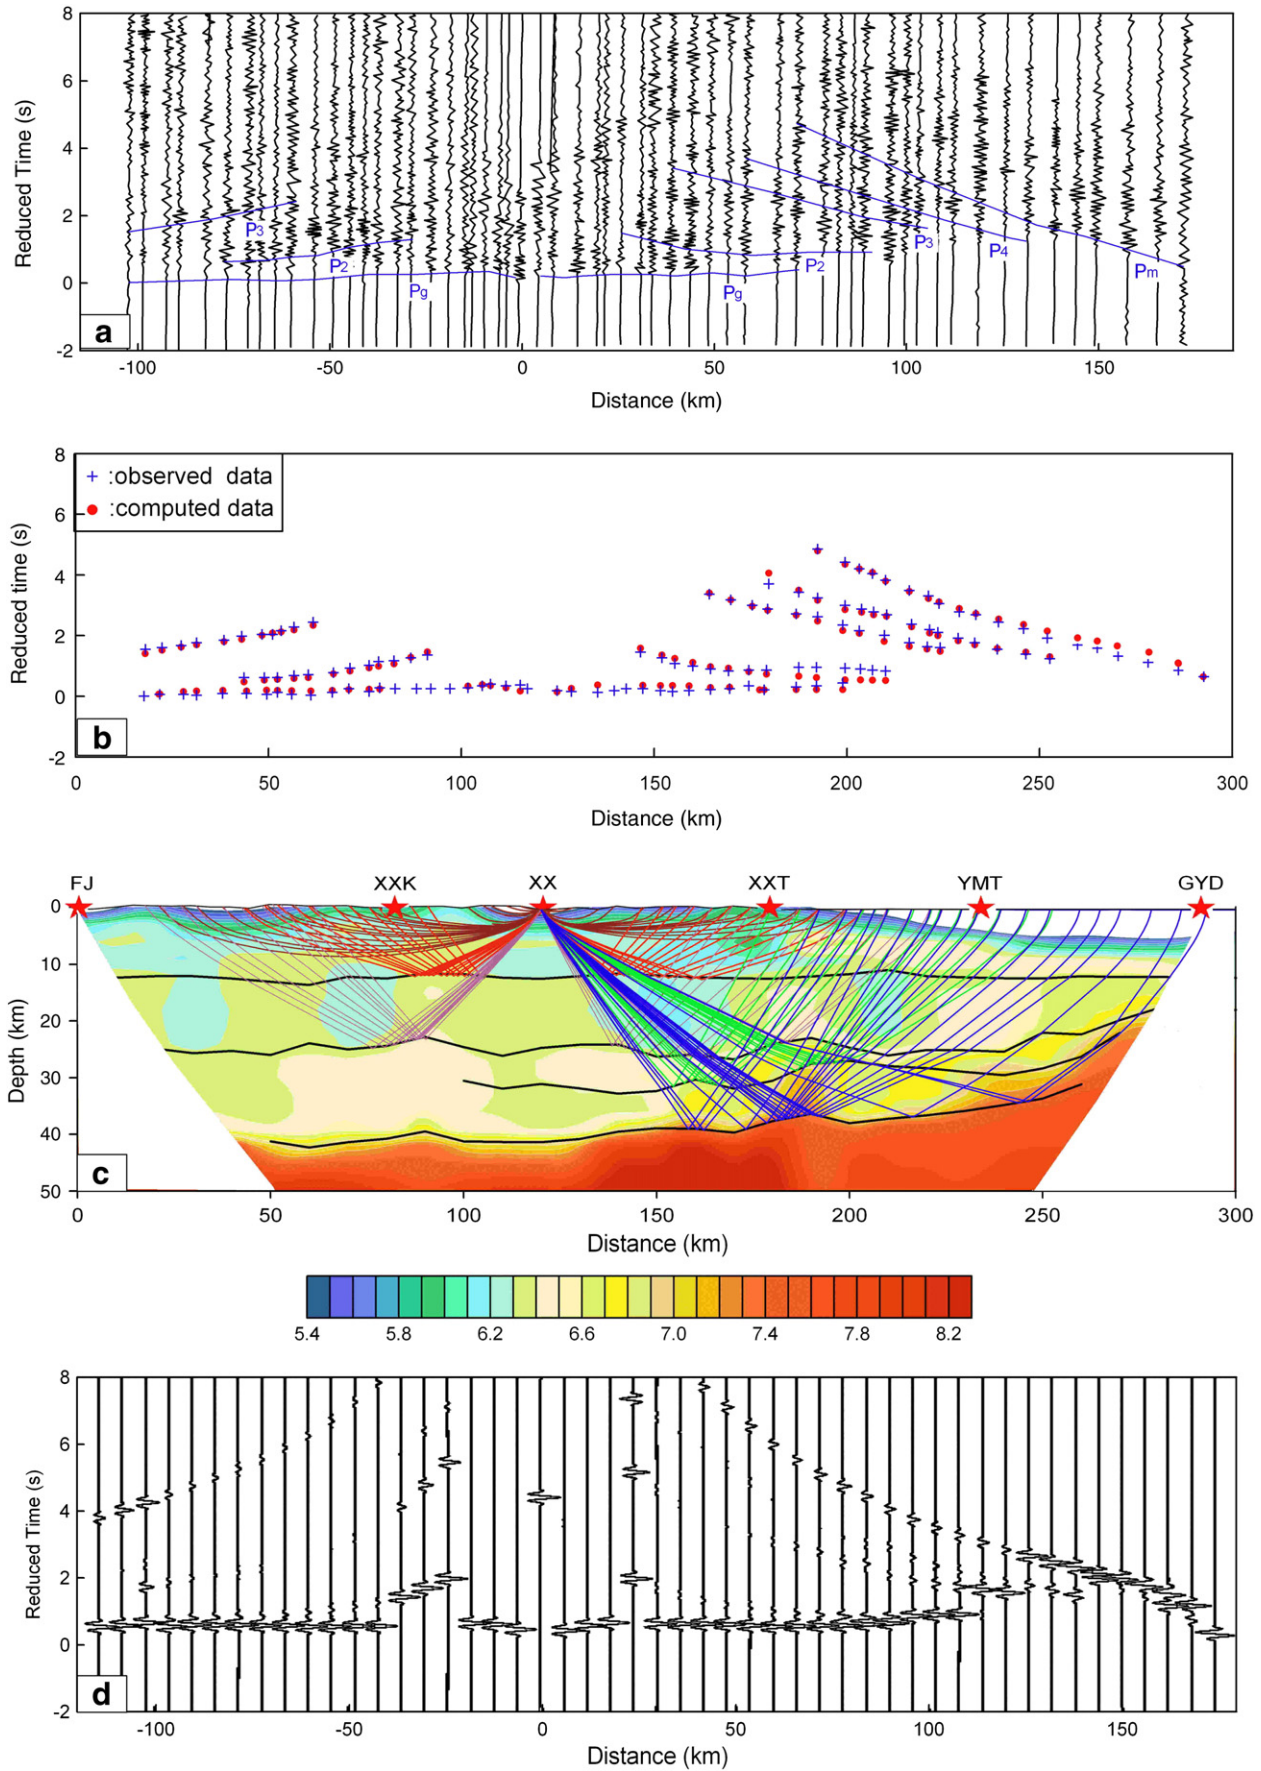 8
6
4
2
0
-2
Reduced Time (s)
P3
P2
Pg
P2
Pg
P3
P4
Pm
a
-100 -50 0 50 100 150
Distance (km)
8
6
4
2
0
-2
Reduced time (s)
+ :observed data
:computed data
b
0 50 100 150 200 250 300
Distance (km)
FJ XXK XX XXT YMT GYD
0
10
20
30
40
50
Depth (km)
c
0 50 100 150 200 250 300
Distance (km)
5.4 5.8 6.2 6.6 7.0 7.4 7.8 8.2
8
6
4
2
0
-2
Reduced Time (s)
d
-100 -50 0 50 100 150
Distance (km)